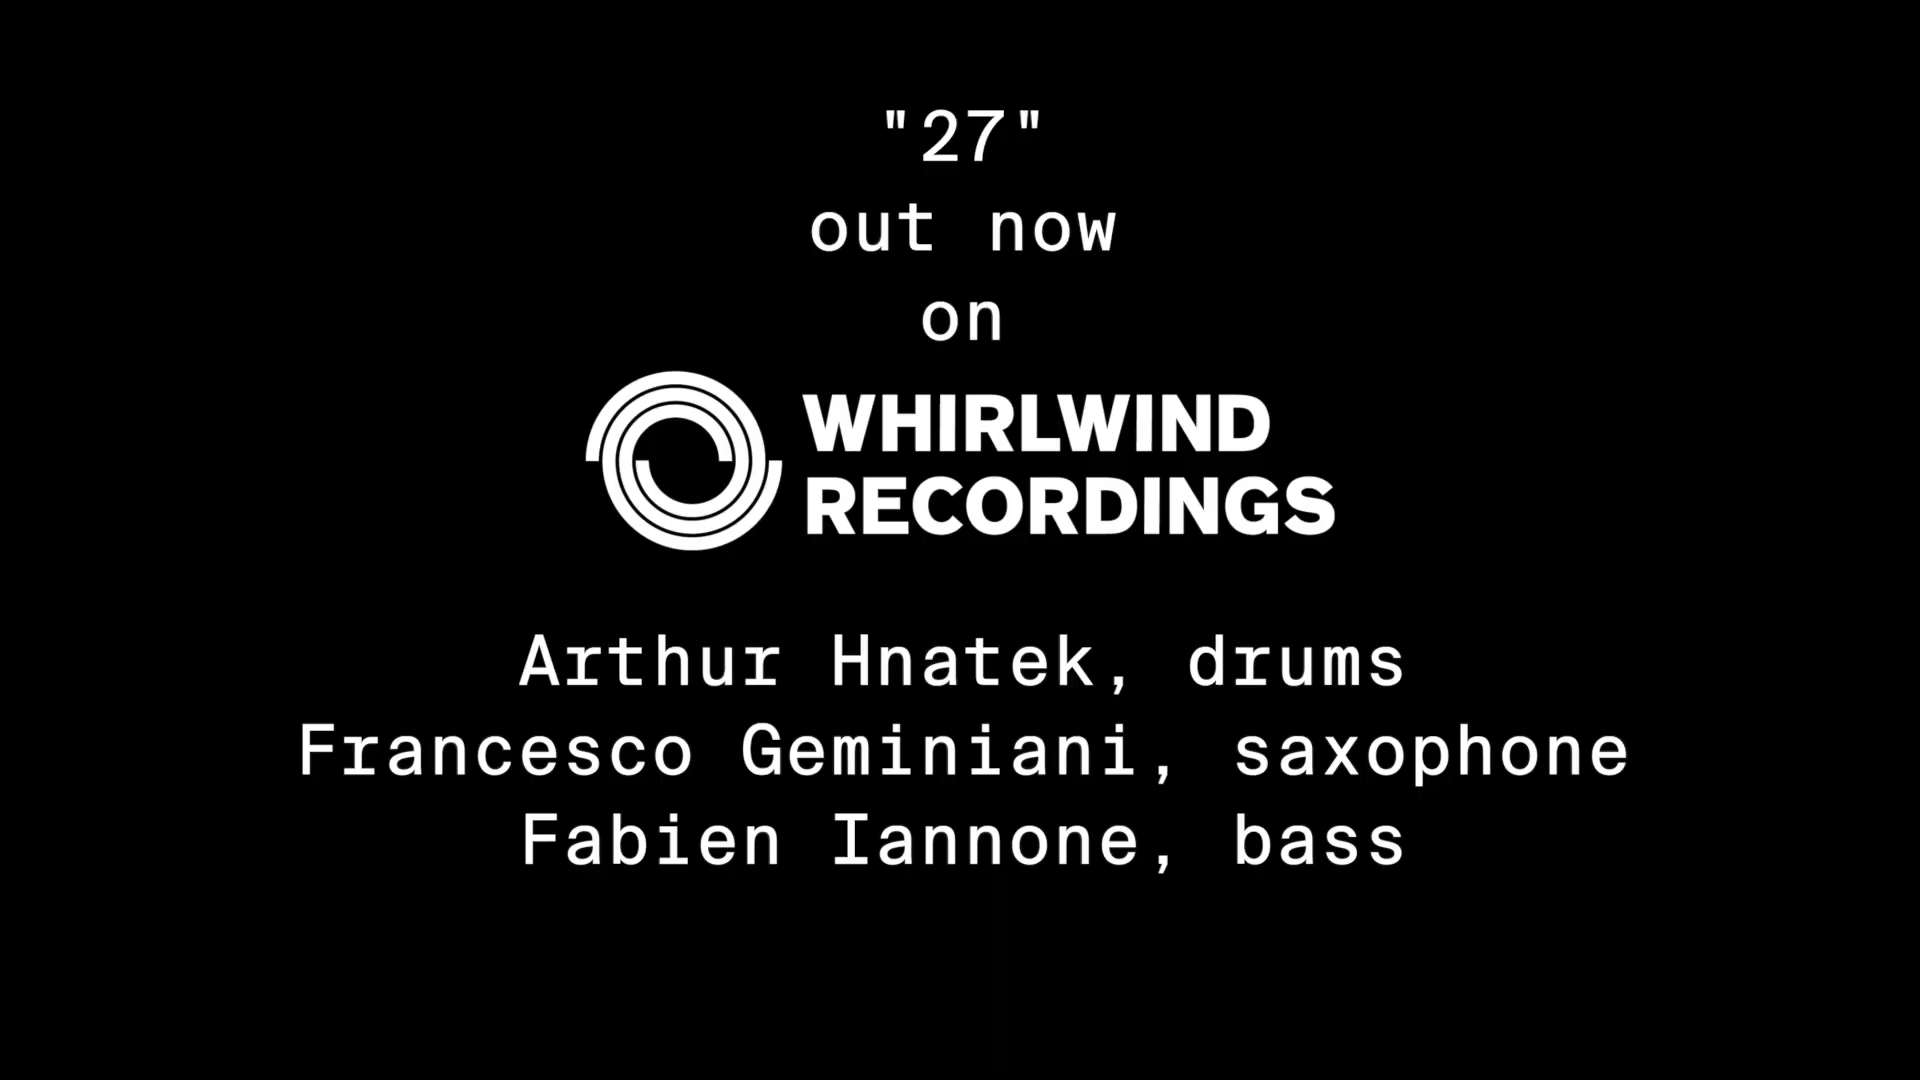 "27"
out now
on
WHIRLWIND
RECORDINGS
Arthur Hnatek, drums
Francesco Geminiani, saxophone
Fabien Iannone, bass